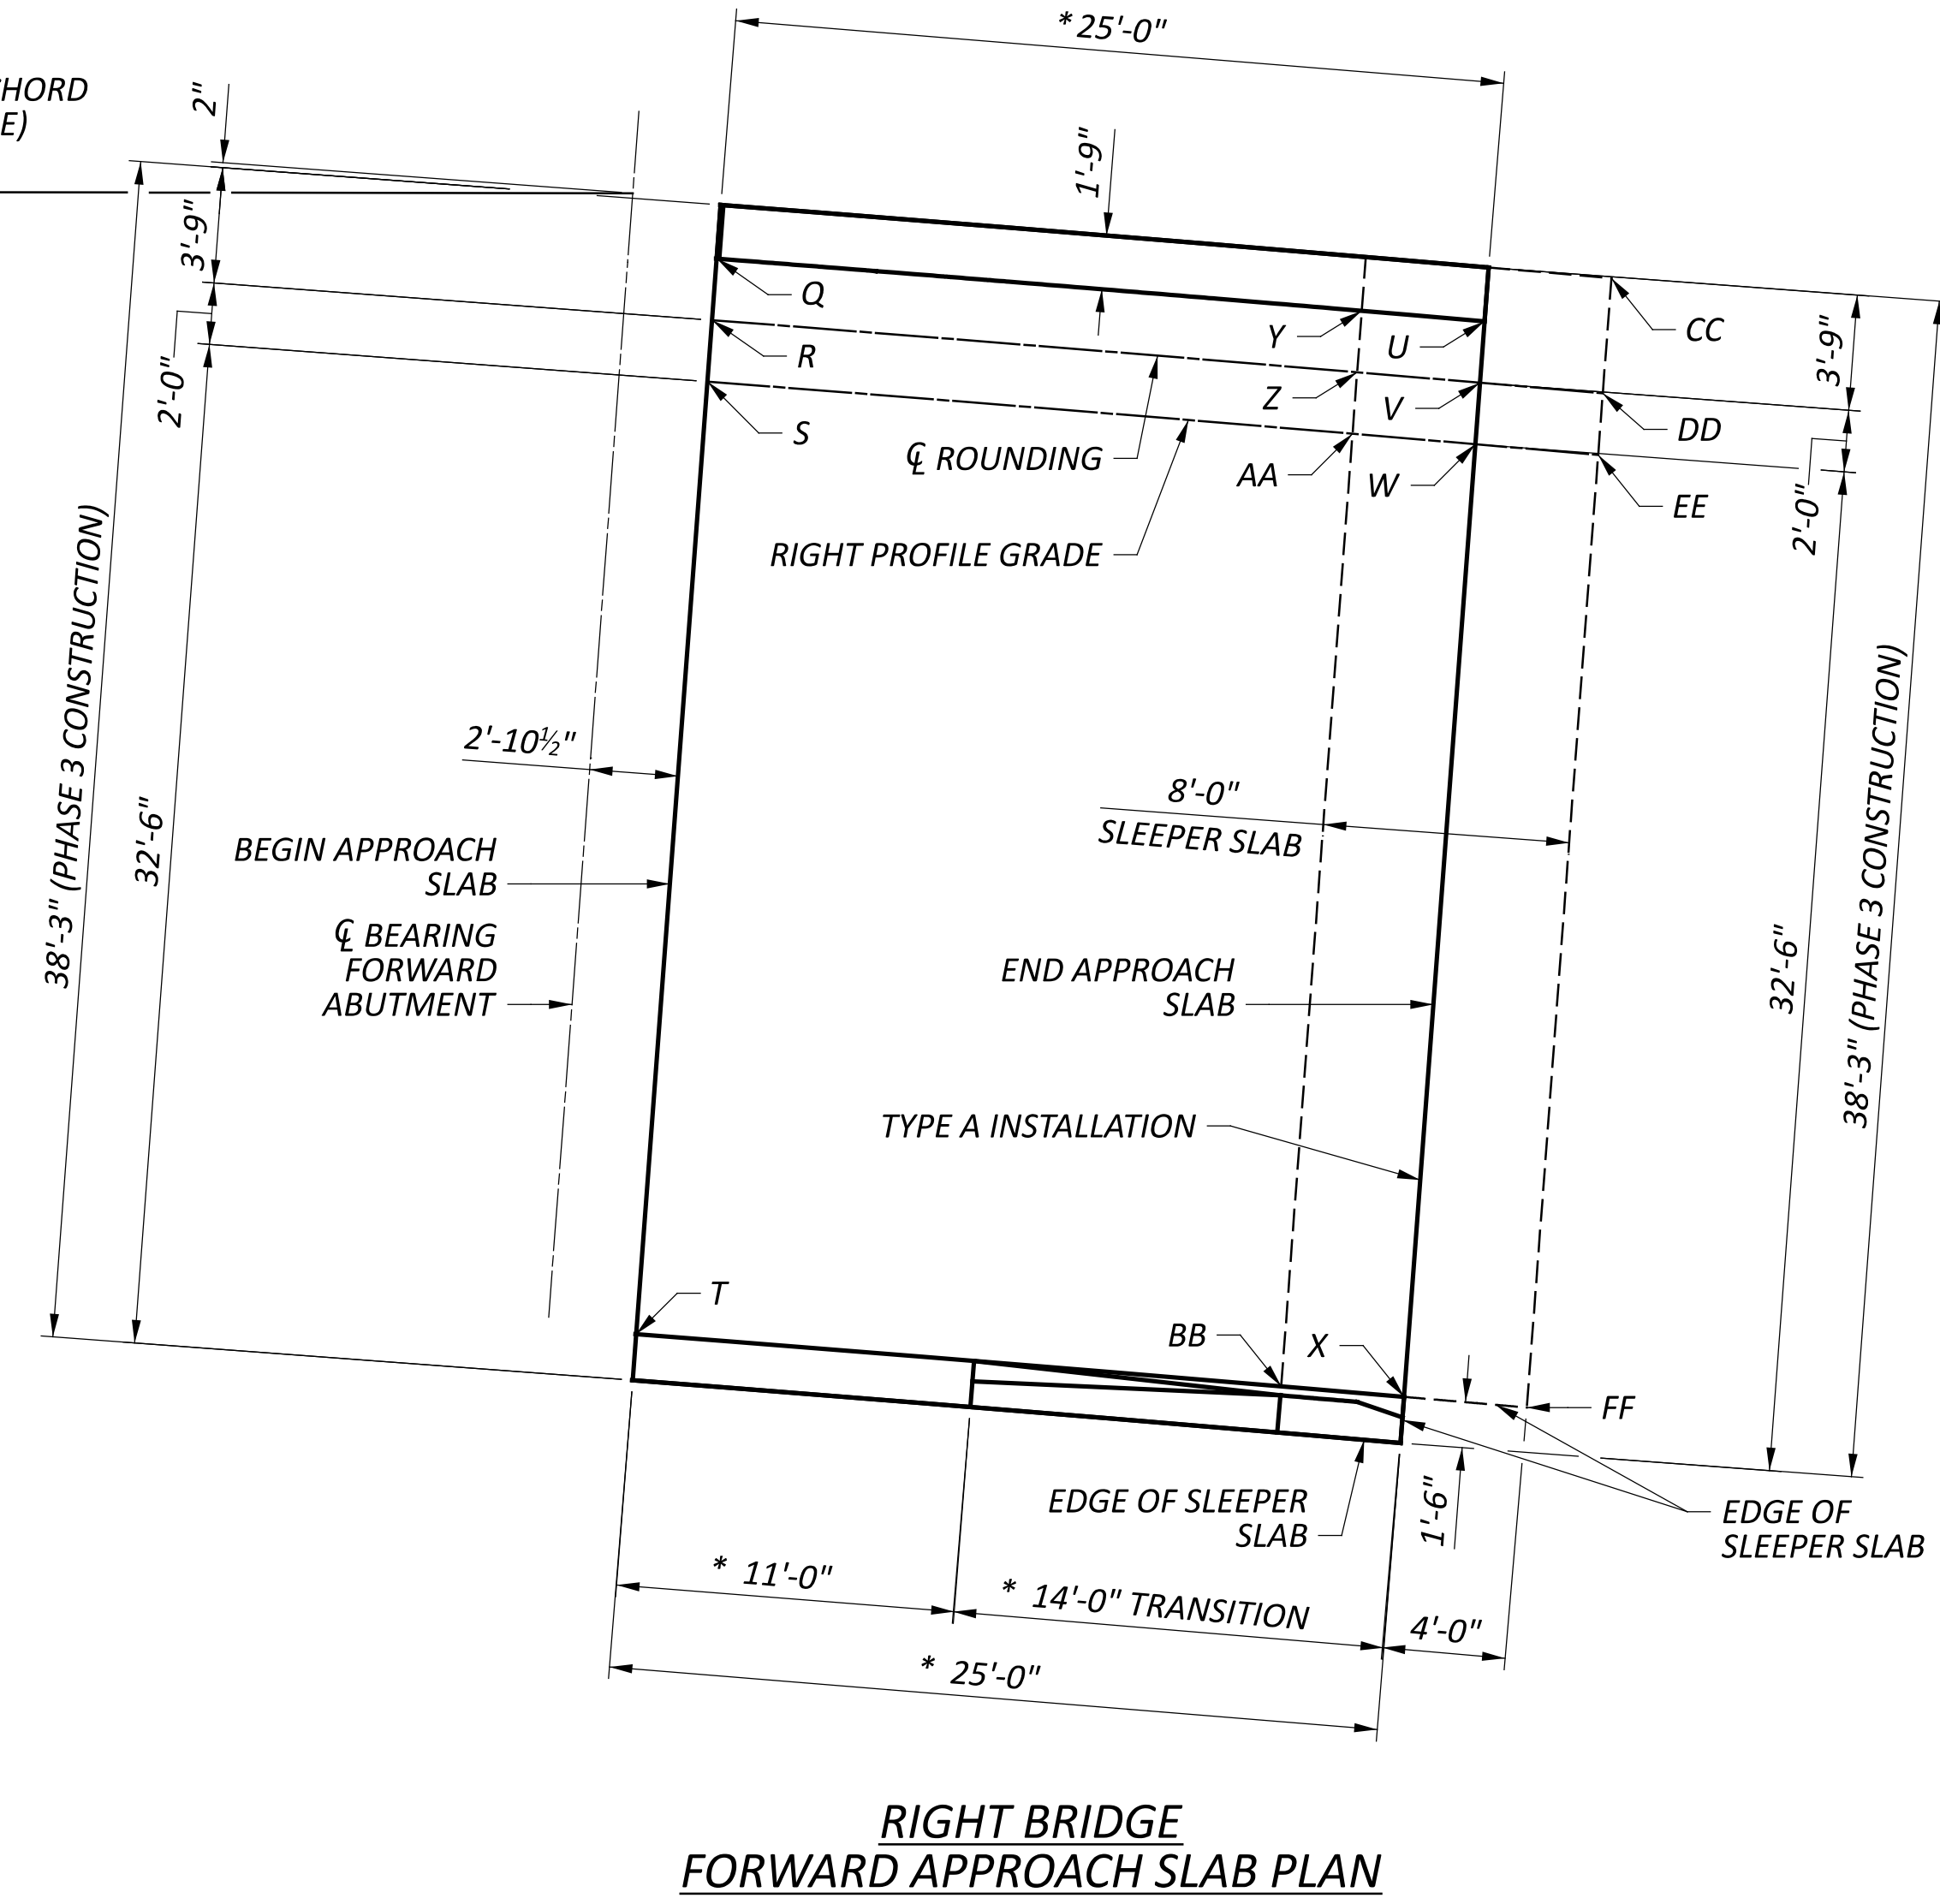 * 25'-0"
HORD
E)
2"
1'-9"
3'-9"
2'-0"
Q
R
S
Y
U
Z
V
AA
W
CC
DD
EE
3'-9"
2'-0"
℄ ROUNDING
RIGHT PROFILE GRADE
38'-3" (PHASE 3 CONSTRUCTION)
32'-6"
2'-10½"
8'-0"
SLEEPER SLAB
BEGIN APPROACH
SLAB
℄ BEARING
FORWARD
ABUTMENT
END APPROACH
SLAB
32'-6"
38'-3" (PHASE 3 CONSTRUCTION)
TYPE A INSTALLATION
T
BB
X
FF
EDGE OF SLEEPER
SLAB
1'-6"
EDGE OF
SLEEPER SLAB
* 11'-0"
* 14'-0" TRANSITION
4'-0"
* 25'-0"
RIGHT BRIDGE
FORWARD APPROACH SLAB PLAN